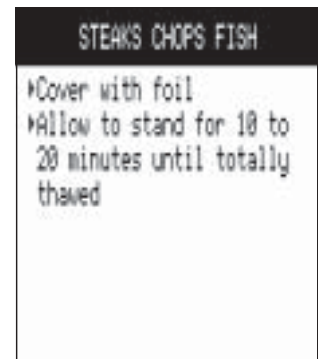 STEAKS CHOPS FISH
▶Cover with foil
▶Allow to stand for 10 to
20 minutes until totally
thawed